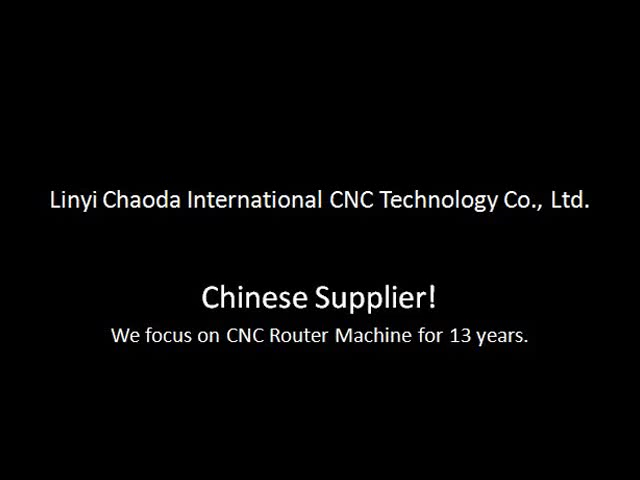 Linyi Chaoda International CNC Technology Co., Ltd.
Chinese Supplier!
We focus on CNC Router Machine for 13 years.